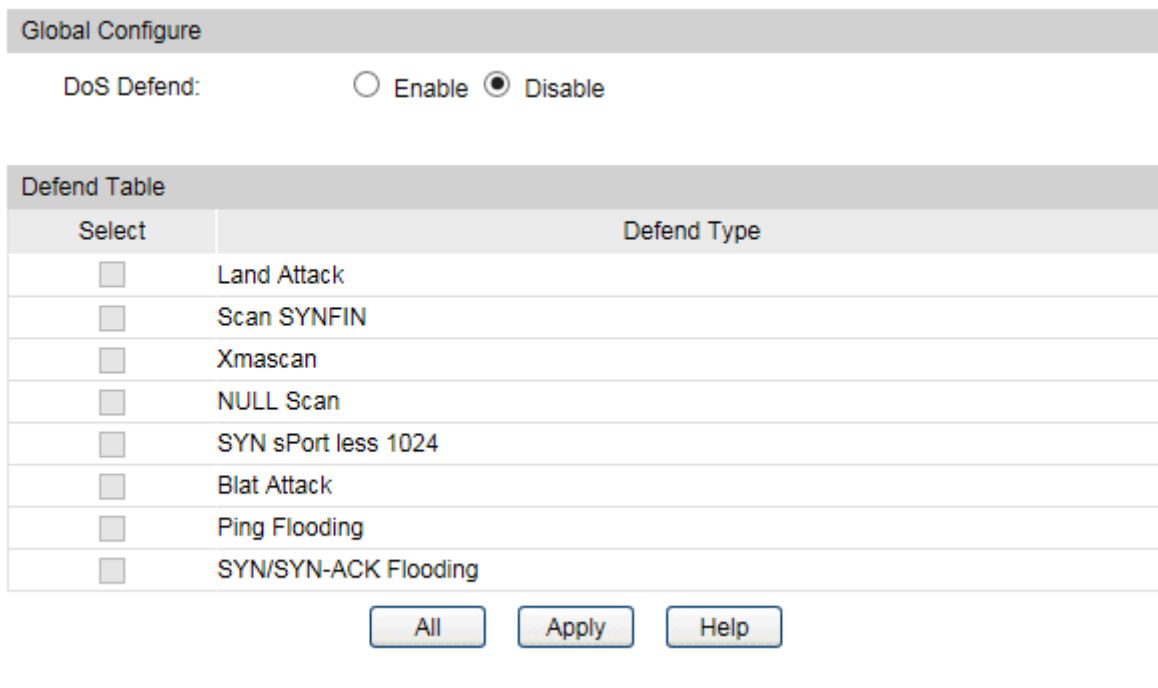 Global Configure
DoS Defend: Enable Disable
Defend Table
Select Defend Type
Land Attack
Scan SYNFIN
Xmascan
NULL Scan
SYN sPort less 1024
Blat Attack
Ping Flooding
SYN/SYN-ACK Flooding
All Apply Help